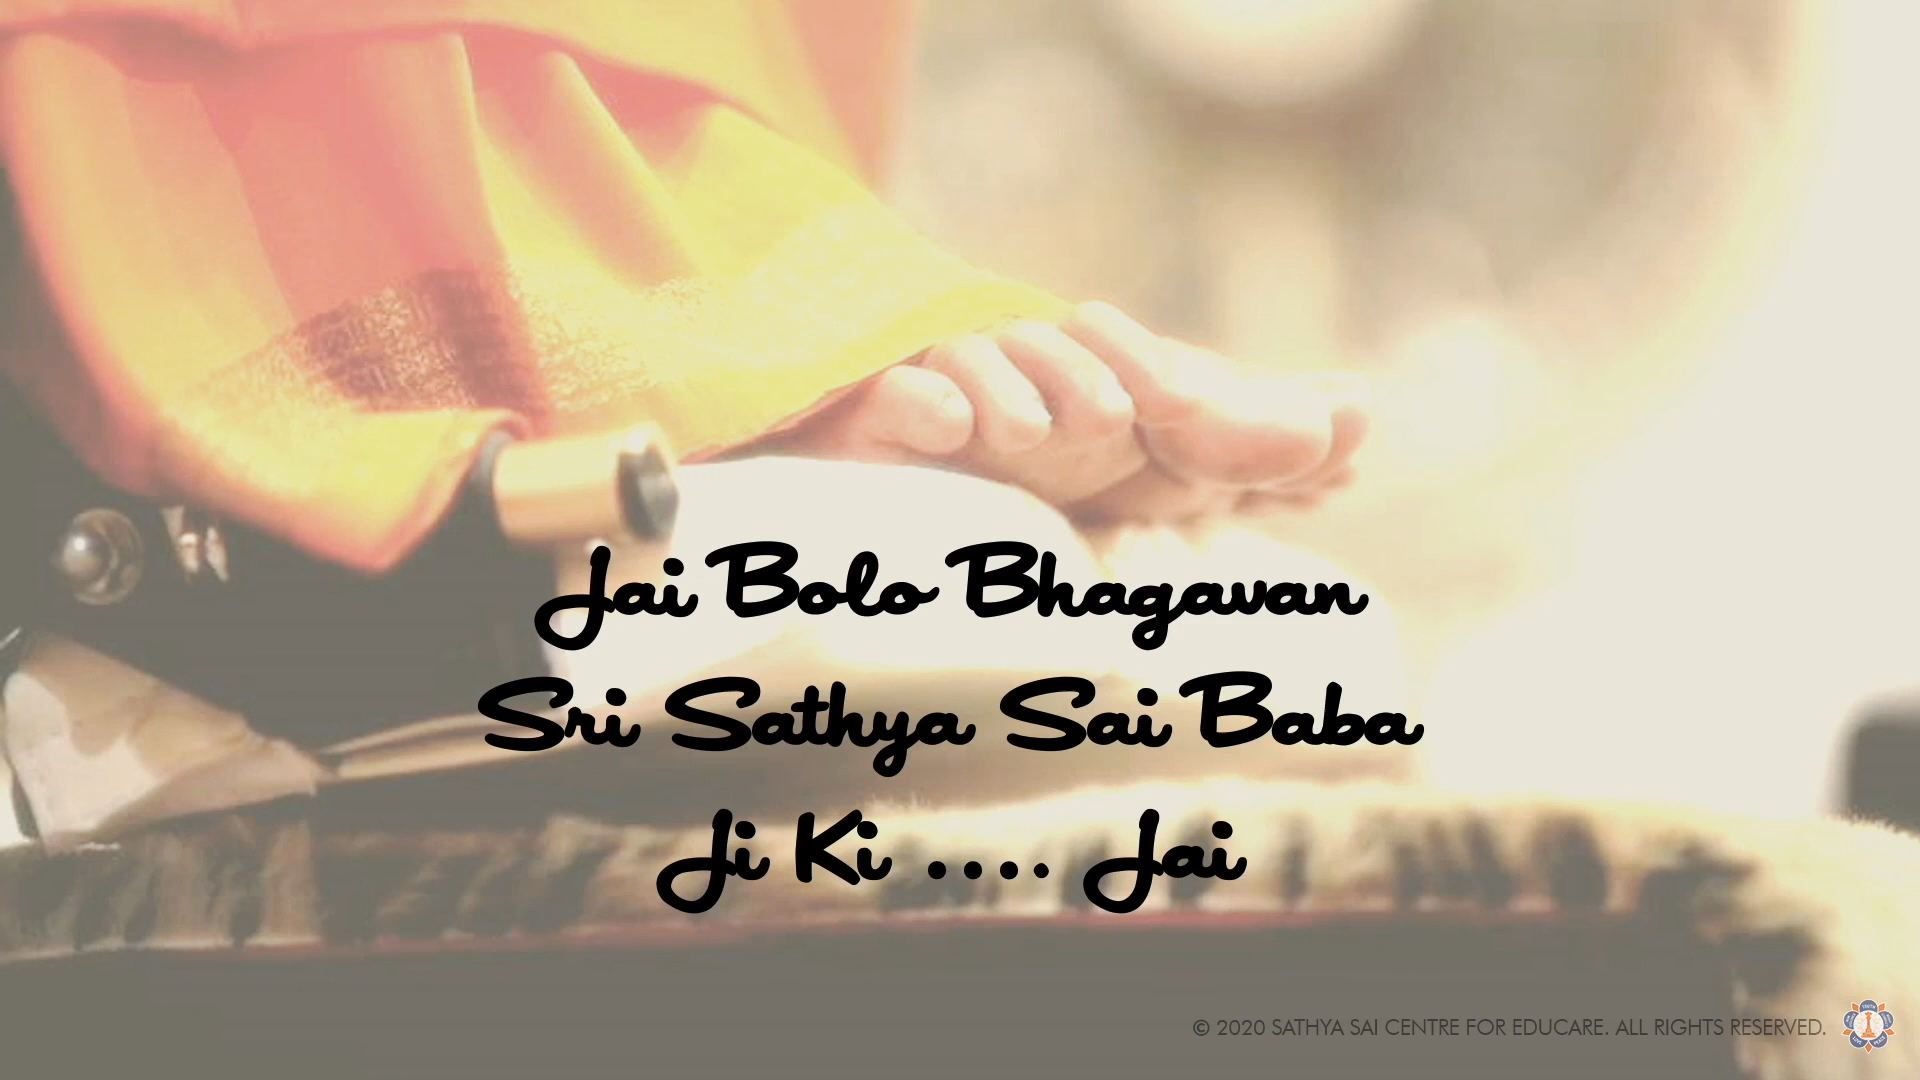 Jai Bolo Bhagavan
Sri Sathya Sai Baba
Ji Ki .... Jai
© 2020 SATHYA SAI CENTRE FOR EDUCARE. ALL RIGHTS RESERVED.